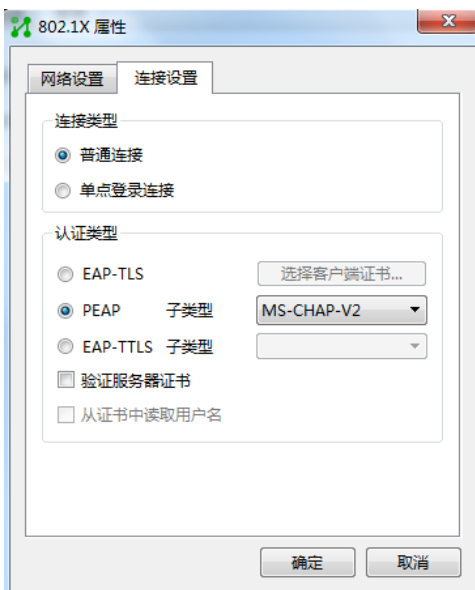 802.1X 属性
网络设置 连接设置
连接类型
普通连接
单点登录连接
认证类型
EAP-TLS 选择客户端证书...
PEAP 子类型 MS-CHAP-V2
EAP-TTLS 子类型
验证服务器证书
从证书中读取用户名
确定 取消